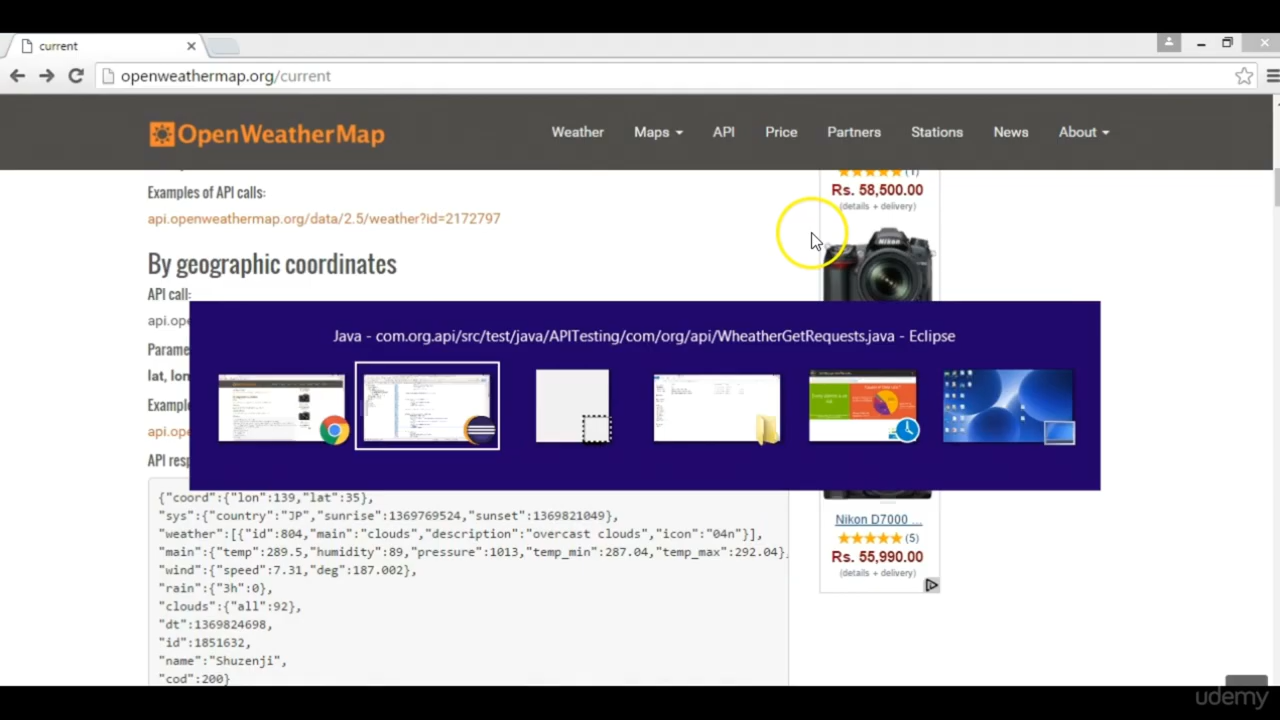 current
openweathermap.org/current
OpenWeatherMap
Weather Maps API Price Partners Stations News About
Examples of API calls:
api.openweathermap.org/data/2.5/weather?id=2172797
Rs. 58,500.00
(details + delivery)
By geographic coordinates
API call:
Java - com.org.api/src/test/java/APITesting/com/org/api/WheatherGetRequests.java - Eclipse
lat, lon
{"coord":{"lon":139,"lat":35},
"sys":{"country":"JP","sunrise":1369769524,"sunset":1369821049},
"weather":[{"id":804,"main":"clouds","description":"overcast clouds","icon":"04n"}],
"main":{"temp":289.5,"humidity":89,"pressure":1013,"temp_min":287.04,"temp_max":292.04},
"wind":{"speed":7.31,"deg":187.002},
"rain":{"3h":0},
"clouds":{"all":92},
"dt":1369824698,
"id":1851632,
"name":"Shuzenji",
"cod":200}
Nikon D7000 ...
(5)
Rs. 55,990.00
(details + delivery)
udemy